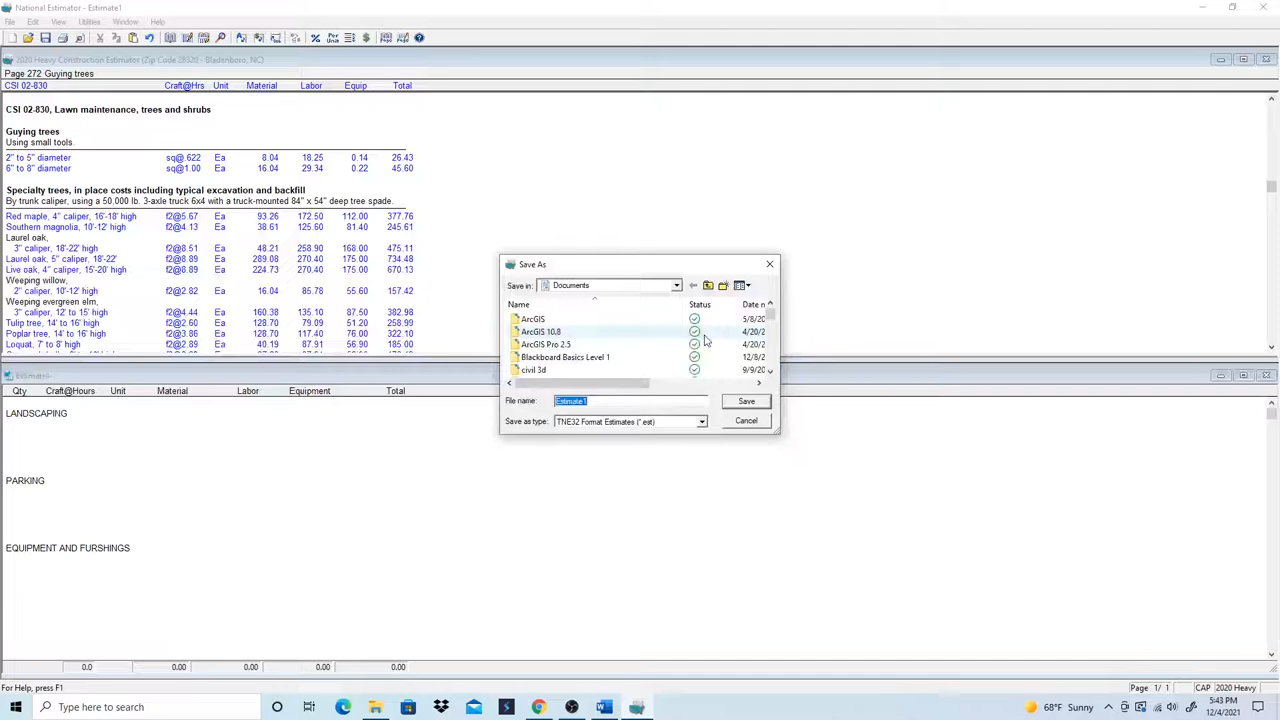 National Estimator - Estimate1
File Edit View Utilities Window Help
2020 Heavy Construction Estimator (Zip Code 28320 - Bladenboro, NC)
Page 272 Guying trees
CSI 02-830 Craft@Hrs Unit Material Labor Equip Total
CSI 02-830, Lawn maintenance, trees and shrubs
Guying trees
Using small tools.
2" to 5" diameter sq@.622 Ea 8.04 18.25 0.14 26.43
6" to 8" diameter sq@1.00 Ea 16.04 29.34 0.22 45.60
Specialty trees, in place costs including typical excavation and backfill
By trunk caliper, using a 50,000 lb. 3-axle truck 6x4 with a truck-mounted 84" x 54" deep tree spade.
Red maple, 4" caliper, 16'-18' high f2@5.67 Ea 93.26 172.50 112.00 377.76
Southern magnolia, 10'-12' high f2@4.13 Ea 38.61 125.60 81.40 245.61
Laurel oak,
3" caliper, 18'-22' high f2@8.51 Ea 48.21 258.90 168.00 475.11
Laurel oak, 5" caliper, 18'-22' f2@8.89 Ea 289.08 270.40 175.00 734.48
Live oak, 4" caliper, 15'-20' high f2@8.89 Ea 224.73 270.40 175.00 670.13
Weeping willow,
2" caliper, 10' high f2@2.82 Ea 16.04 85.78 55.60 157.42
Weeping evergreen elm,
3" caliper, 12' to 15' high f2@4.44 Ea 160.38 135.10 87.50 382.98
Tulip tree, 14' to 16' high f2@2.60 Ea 128.70 79.09 51.20 258.99
Poplar tree, 14' to 16' high f2@3.86 Ea 128.70 117.40 76.00 322.10
Loquat, 7' to 8' high f2@2.89 Ea 40.19 87.91 56.90 185.00
Save As
Save in: Documents
Name Status Date n
ArcGIS 5/8/20
ArcGIS 10.8 4/20/2
ArcGIS Pro 2.5 4/20/2
Blackboard Basics Level 1 12/8/2
civil 3d 9/9/20
File name: Estimate1 Save
Save as type: TNE32 Format Estimates (*.est) Cancel
Estimate1
Qty Craft@Hours Unit Material Labor Equipment Total
LANDSCAPING
PARKING
EQUIPMENT AND FURSHINGS
0.0 0.00 0.00 0.00 0.00
For Help, press F1 Page 1/ 1 CAP 2020 Heavy
Type here to search 68°F Sunny 5:43 PM
12/4/2021